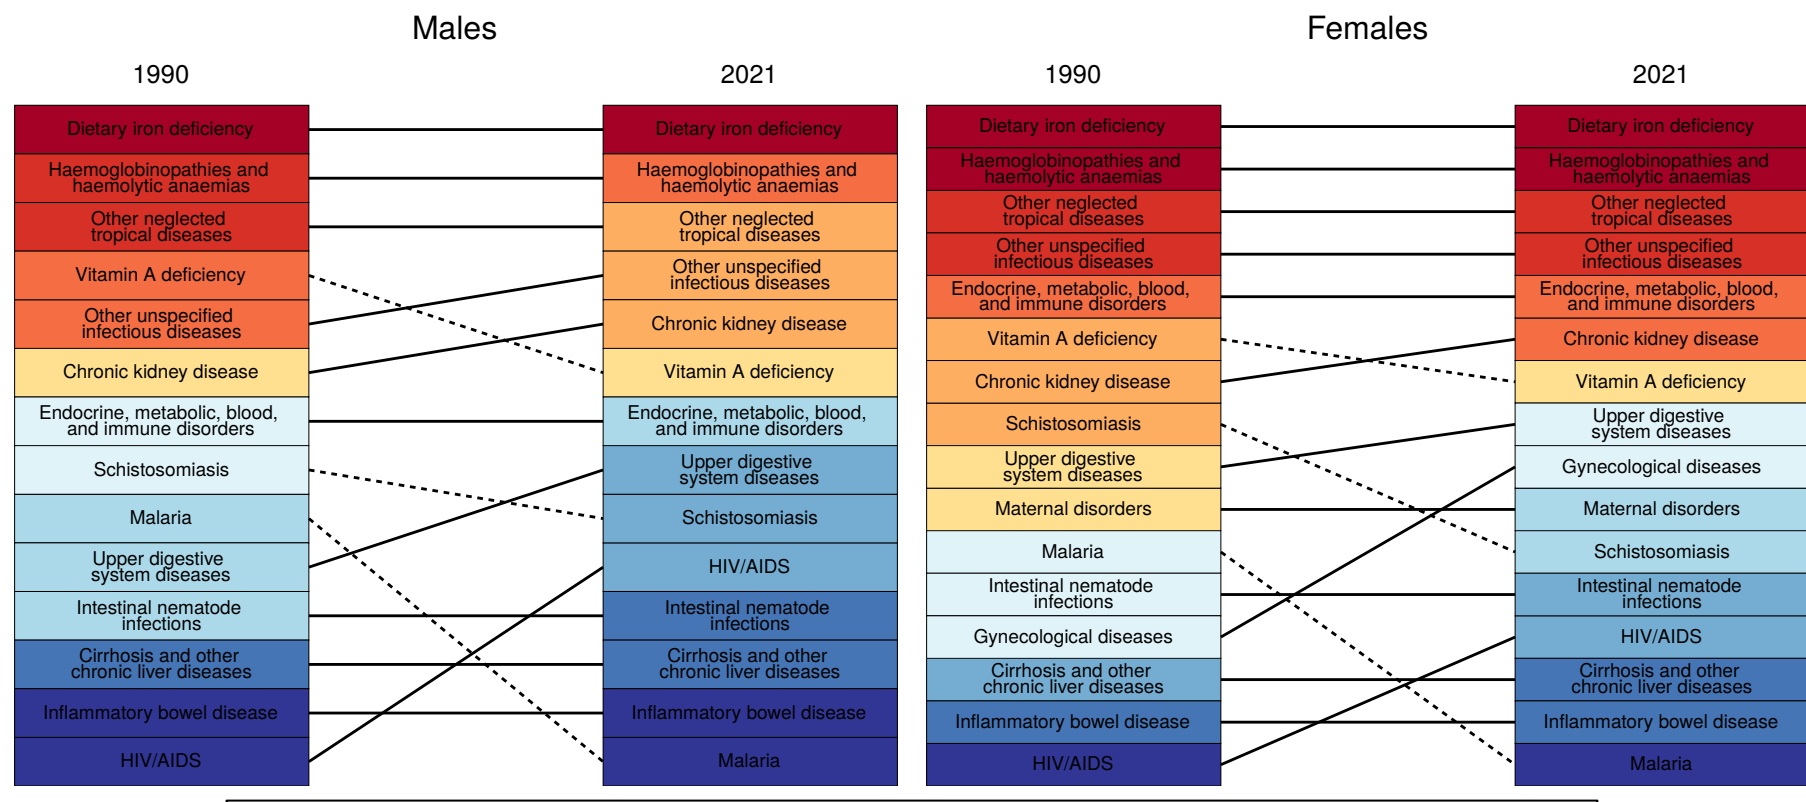 Males
1990
2021
Dietary iron deficiency
Haemoglobinopathies and
haemolytic anaemias
Other neglected
tropical diseases
Vitamin A deficiency
Other unspecified
infectious diseases
Chronic kidney disease
Endocrine, metabolic, blood,
and immune disorders
Schistosomiasis
Malaria
Upper digestive
system diseases
Intestinal nematode
infections
Cirrhosis and other
chronic liver diseases
Inflammatory bowel disease
HIV/AIDS
Dietary iron deficiency
Haemoglobinopathies and
haemolytic anaemias
Other neglected
tropical diseases
Other unspecified
infectious diseases
Chronic kidney disease
Vitamin A deficiency
Endocrine, metabolic, blood,
and immune disorders
Upper digestive
system diseases
Schistosomiasis
HIV/AIDS
Intestinal nematode
infections
Cirrhosis and other
chronic liver diseases
Inflammatory bowel disease
Malaria
Females
1990
2021
Dietary iron deficiency
Haemoglobinopathies and
haemolytic anaemias
Other neglected
tropical diseases
Other unspecified
infectious diseases
Endocrine, metabolic, blood,
and immune disorders
Vitamin A deficiency
Chronic kidney disease
Schistosomiasis
Upper digestive
system diseases
Maternal disorders
Malaria
Intestinal nematode
infections
Gynecological diseases
Cirrhosis and other
chronic liver diseases
Inflammatory bowel disease
HIV/AIDS
Dietary iron deficiency
Haemoglobinopathies and
haemolytic anaemias
Other neglected
tropical diseases
Other unspecified
infectious diseases
Endocrine, metabolic, blood,
and immune disorders
Chronic kidney disease
Vitamin A deficiency
Upper digestive
system diseases
Gynecological diseases
Maternal disorders
Schistosomiasis
Intestinal nematode
infections
HIV/AIDS
Cirrhosis and other
chronic liver diseases
Inflammatory bowel disease
Malaria